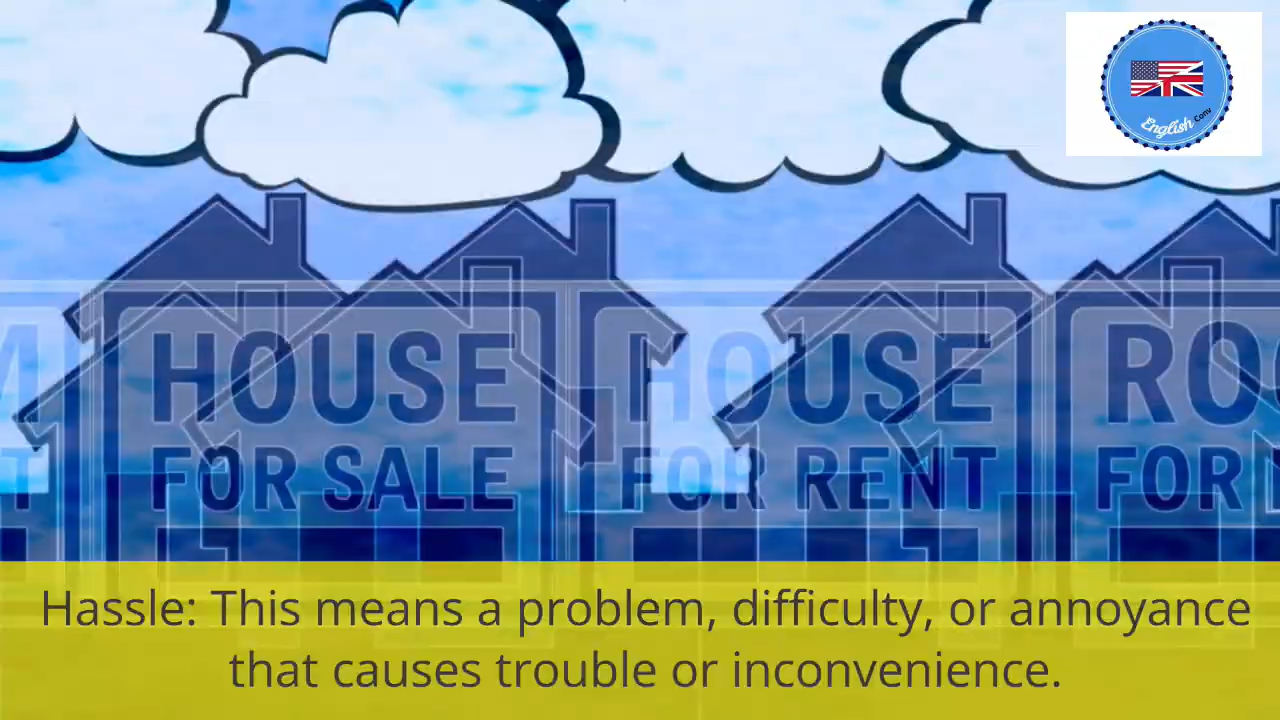 English Conv
HOUSE
FOR SALE
HOUSE
FOR RENT
FOR
Hassle: This means a problem, difficulty, or annoyance
that causes trouble or inconvenience.